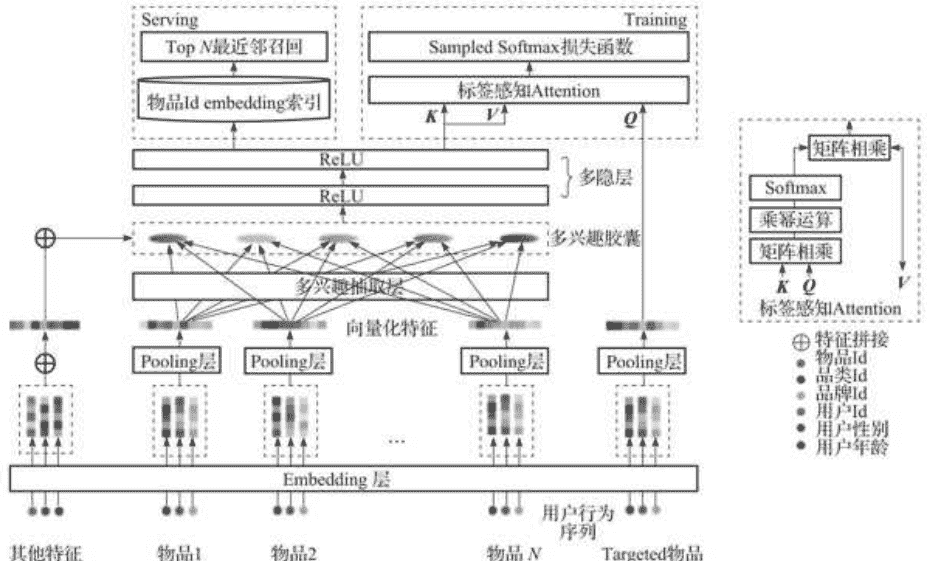 Serving
Training
Top N最近邻召回
Sampled Softmax损失函数
物品Id embedding索引
标签感知Attention
K
V
Q
ReLU
ReLU
多隐层
多兴趣胶囊
多兴趣抽取层
向量化特征
Pooling层
Pooling层
Pooling层
Pooling层
...
Embedding 层
用户行为
序列
其他特征
物品1
物品2
物品 N
Targeted物品
矩阵相乘
Softmax
乘幂运算
矩阵相乘
K
Q
V
标签感知Attention
特征拼接
物品Id
品类Id
品牌Id
用户Id
用户性别
用户年龄